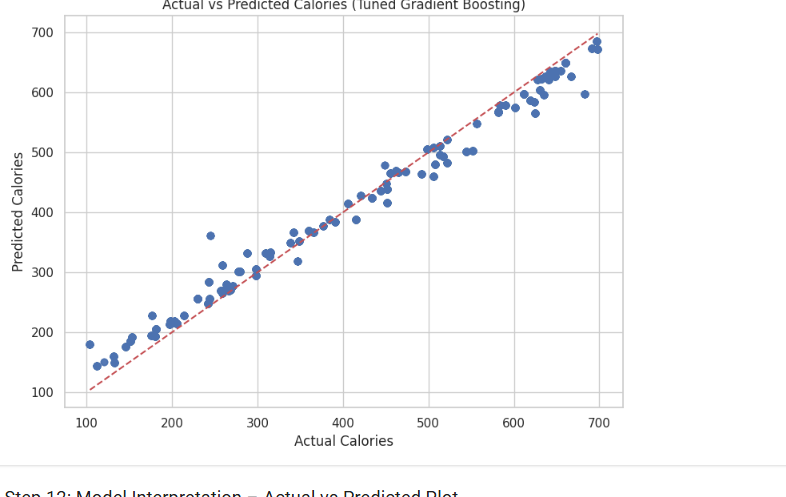 Actual vs Predicted Calories (Tuned Gradient Boosting)
700
600
500
400
300
200
100
Predicted Calories
100 200 300 400 500 600 700
Actual Calories
Step 12: Model Interpretation – Actual vs Predicted Plot